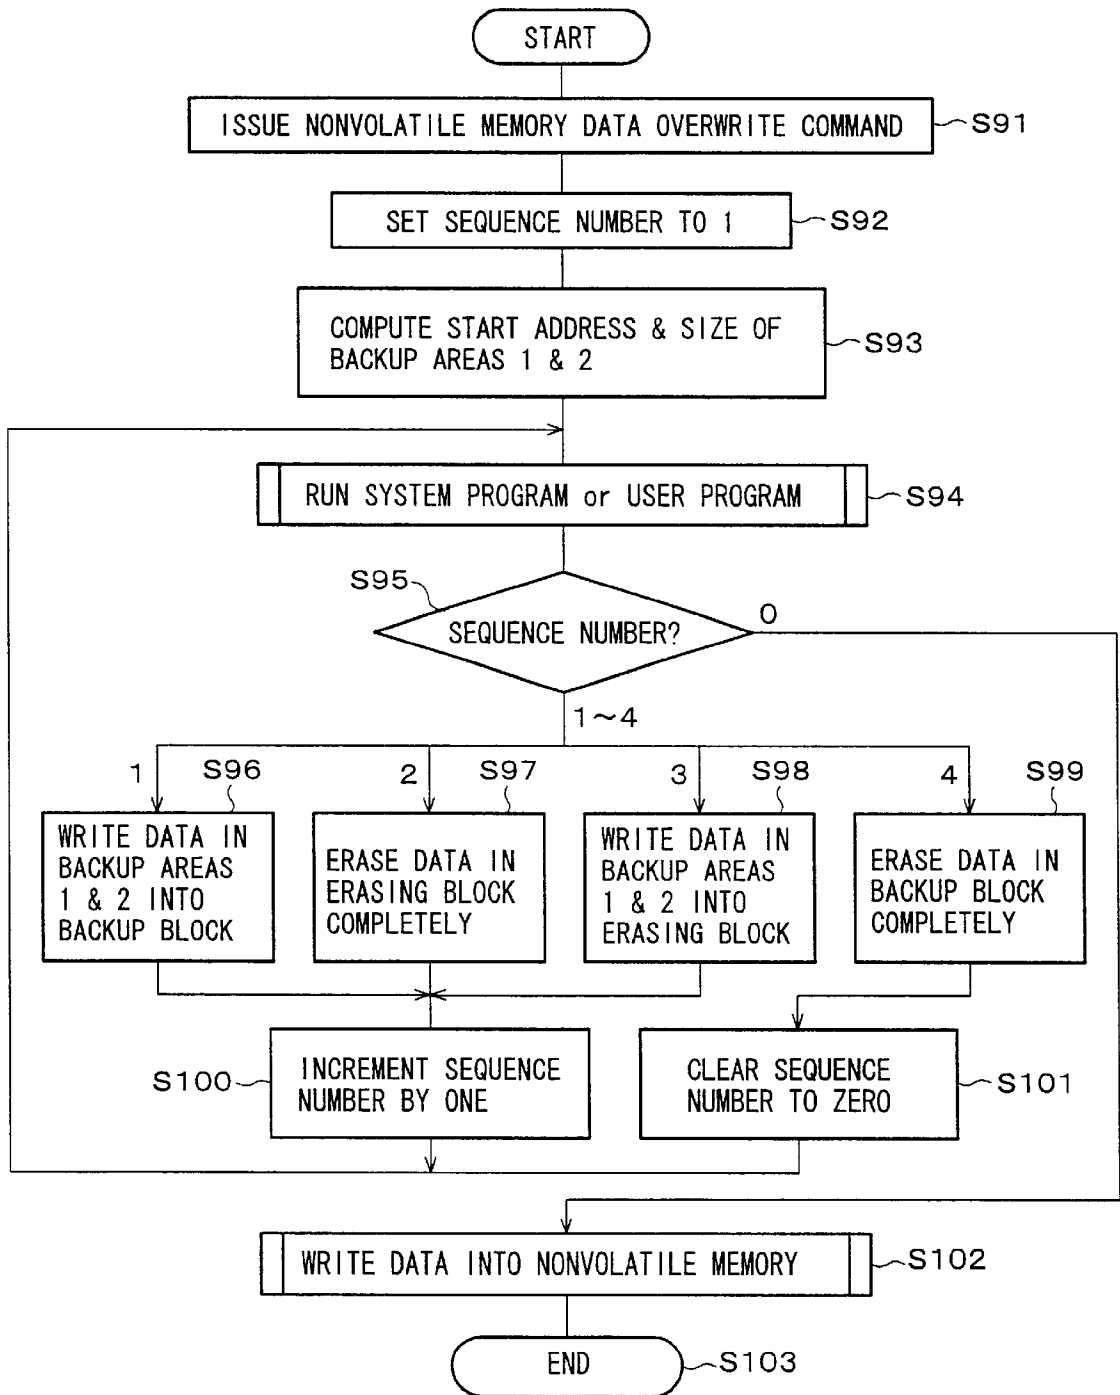 START
ISSUE NONVOLATILE MEMORY DATA OVERWRITE COMMAND
S91
SET SEQUENCE NUMBER TO 1
S92
COMPUTE START ADDRESS & SIZE OF
BACKUP AREAS 1 & 2
S93
RUN SYSTEM PROGRAM or USER PROGRAM
S94
S95
SEQUENCE NUMBER?
0
1~4
1
S96
2
S97
3
S98
4
S99
WRITE DATA IN
BACKUP AREAS
1 & 2 INTO
BACKUP BLOCK
ERASE DATA IN
ERASING BLOCK
COMPLETELY
WRITE DATA IN
BACKUP AREAS
1 & 2 INTO
ERASING BLOCK
ERASE DATA IN
BACKUP BLOCK
COMPLETELY
S100
INCREMENT SEQUENCE
NUMBER BY ONE
CLEAR SEQUENCE
NUMBER TO ZERO
S101
WRITE DATA INTO NONVOLATILE MEMORY
S102
END
S103